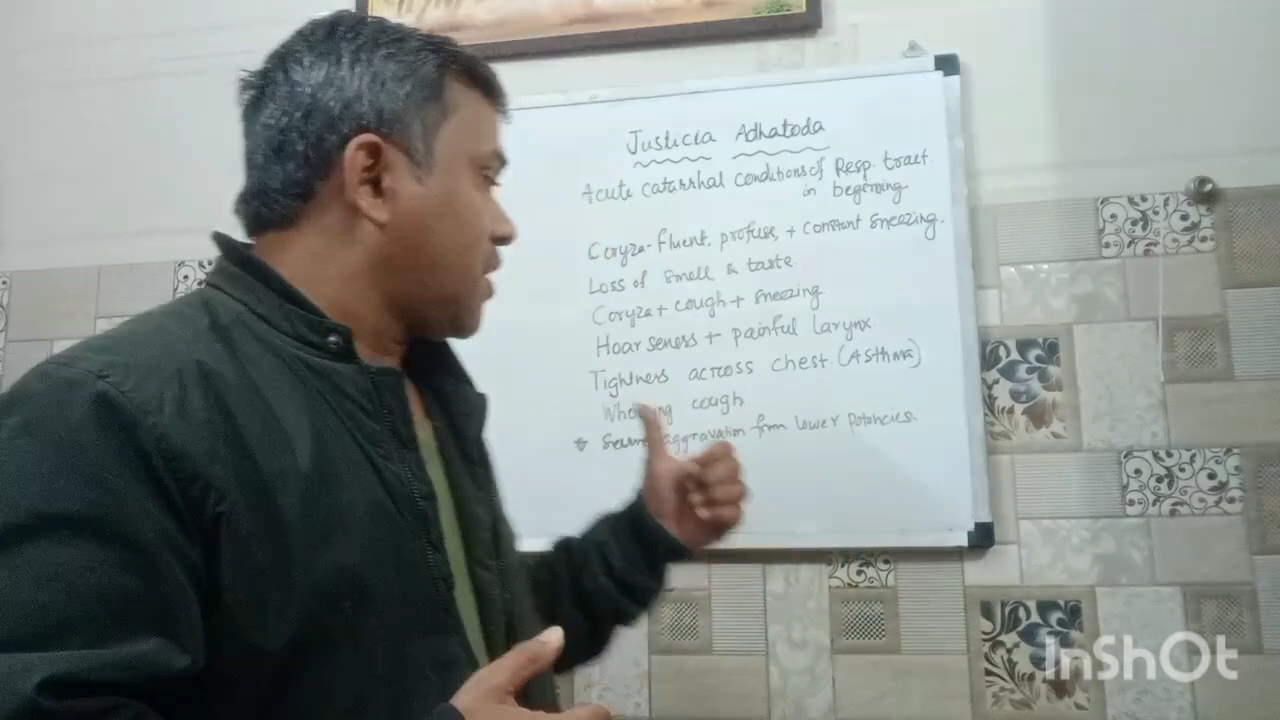 Justicia Adhatoda
Acute catarrhal conditions of Resp. tract.
in begening
Coryza - fluent, profuse, + constant sneezing.
Loss of smell & taste
Coryza + cough + sneezing
Hoarseness + painful larynx
Tightness across chest (Asthma)
cough
aggravation from lower potencies.
InShOt